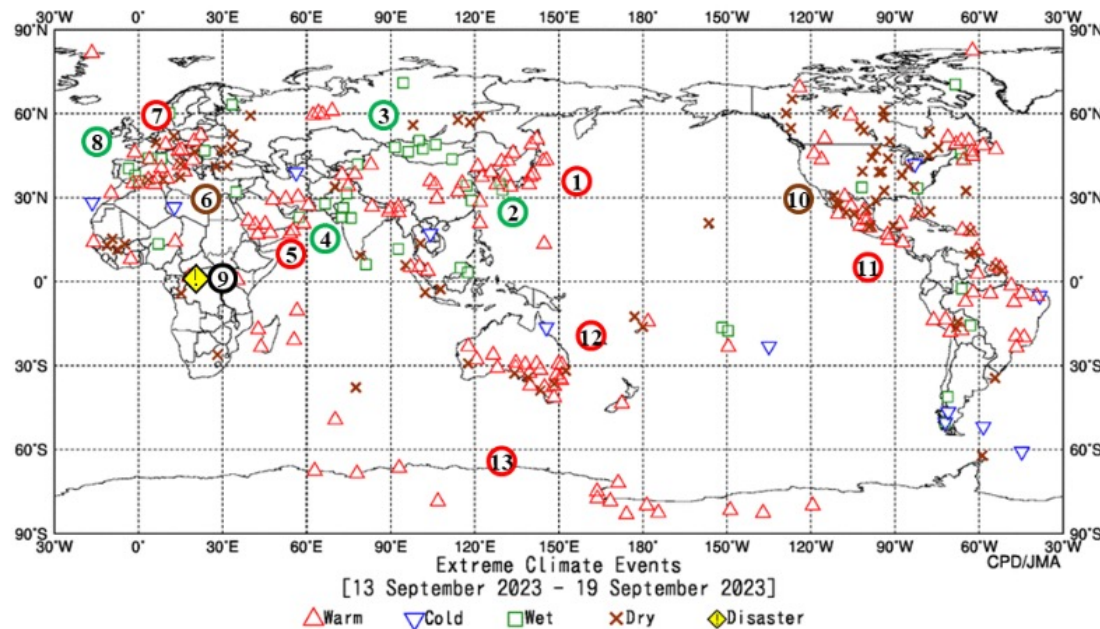 30°W 0° 30°E 60°E 90°E 120°E 150°E 180° 150°W 120°W 90°W 60°W 30°W
90°N 90°N
60°N 7 3 60°N
8
30°N 6 1 10 30°N
2
4
5
0° 9 11 0°
12
30°S 30°S
60°S 13 60°S
90°S 90°S
30°W 0° 30°E 60°E 90°E 120°E 150°E 180° 150°W 120°W 90°W 60°W 30°W
Extreme Climate Events CPD/JMA
[13 September 2023 - 19 September 2023]
Warm Cold Wet Dry Disaster